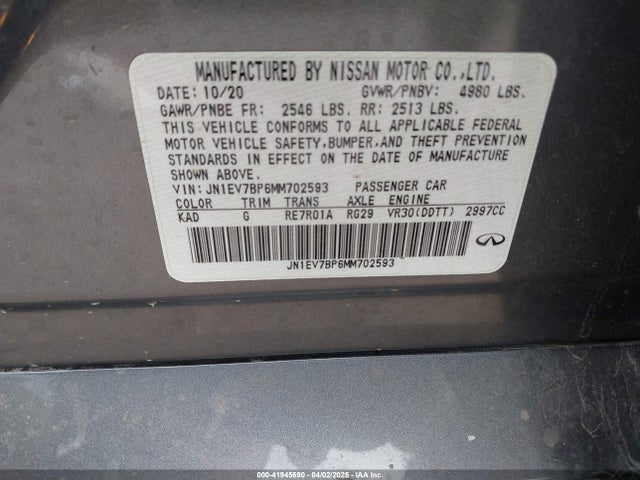 MANUFACTURED BY NISSAN MOTOR CO.,LTD.
DATE: 10/20 GVWR/PNBV: 4980 LBS.
GAWR/PNBE FR: 2546 LBS. RR: 2513 LBS.
THIS VEHICLE CONFORMS TO ALL APPLICABLE FEDERAL
MOTOR VEHICLE SAFETY,BUMPER,AND THEFT PREVENTION
STANDARDS IN EFFECT ON THE DATE OF MANUFACTURE
SHOWN ABOVE.
VIN: JN1EV7BP6MM702593 PASSENGER CAR
COLOR TRIM TRANS AXLE ENGINE
KAD G RE7R01A RG29 VR30(DDTT) 2997CC
JN1EV7BP6MM702593
000-41945690 04/02/2025 IAAI.COM